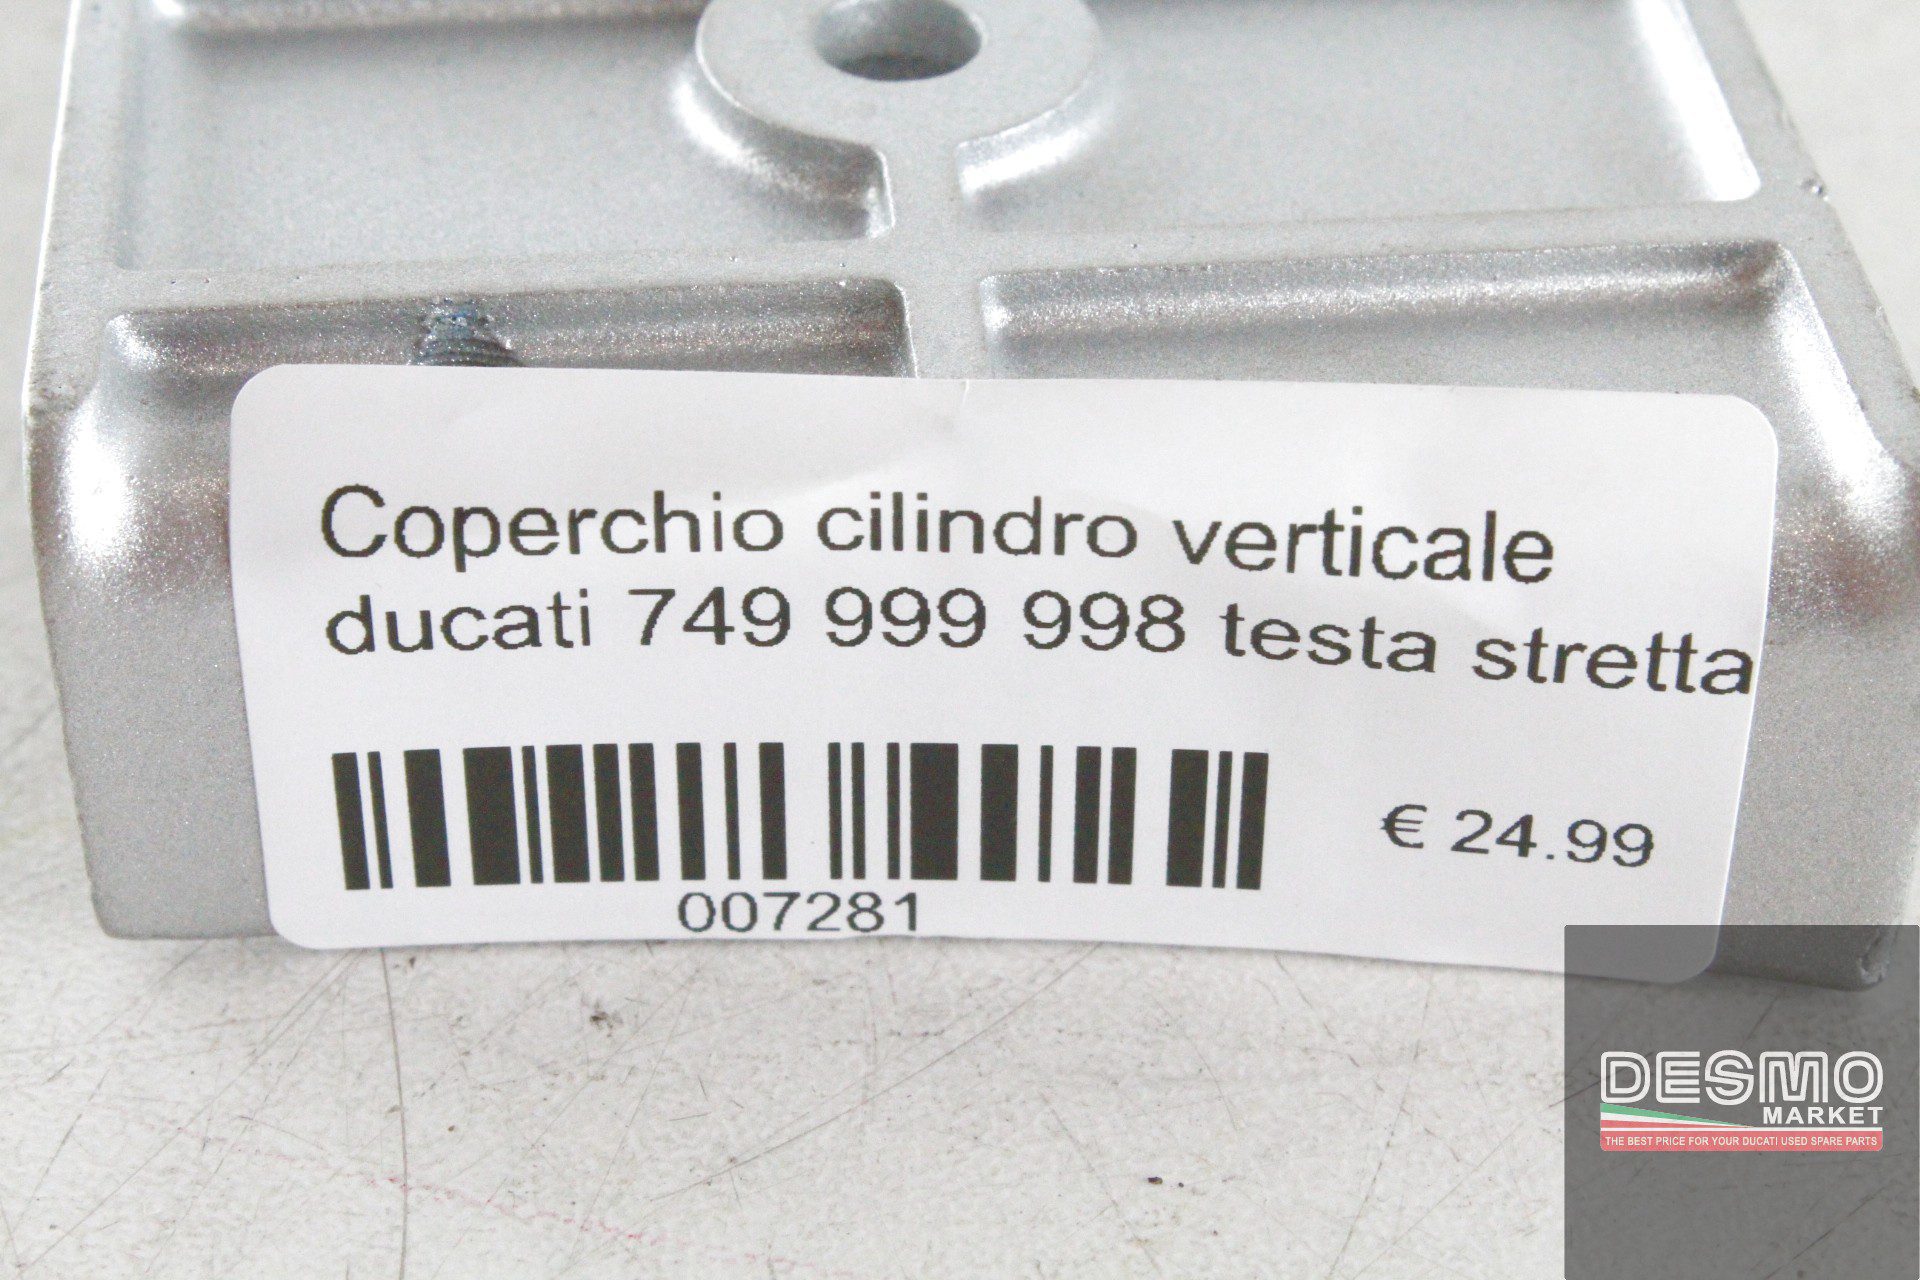 Coperchio cilindro verticale
ducati 749 999 998 testa stretta
€ 24.99
007281
DESMO
MARKET
THE BEST PRICE FOR YOUR DUCATI USED SPARE PARTS